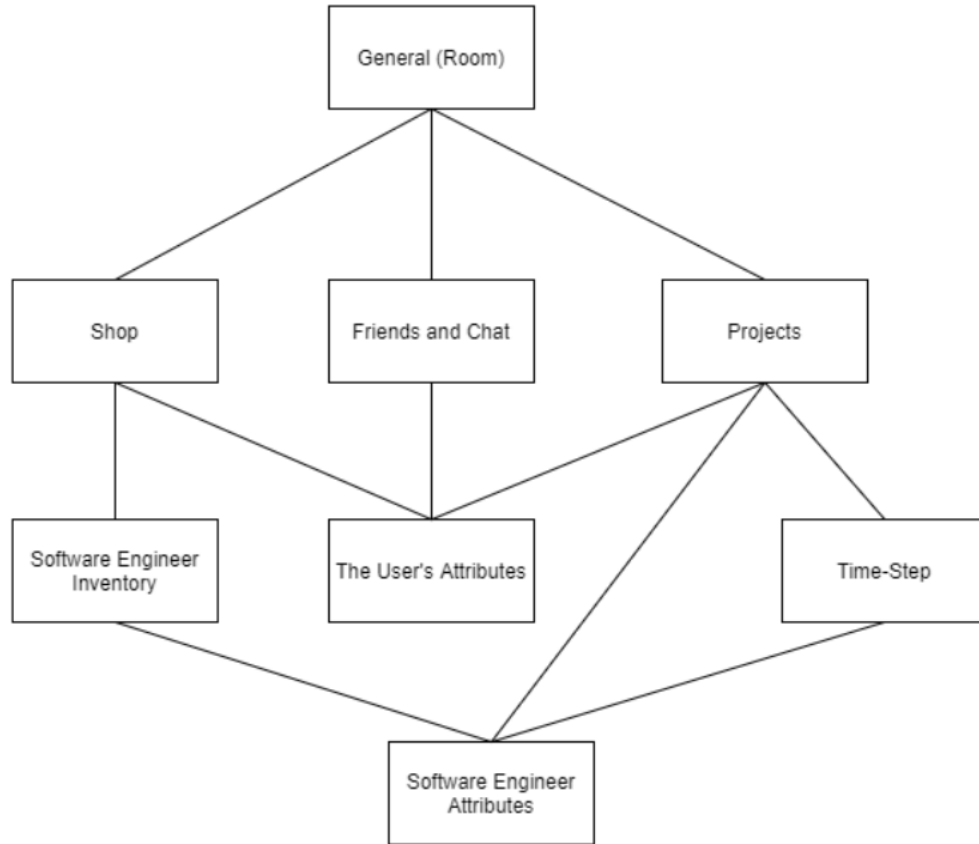 General (Room)
Shop
Friends and Chat
Projects
Software Engineer
Inventory
The User's Attributes
Time-Step
Software Engineer
Attributes